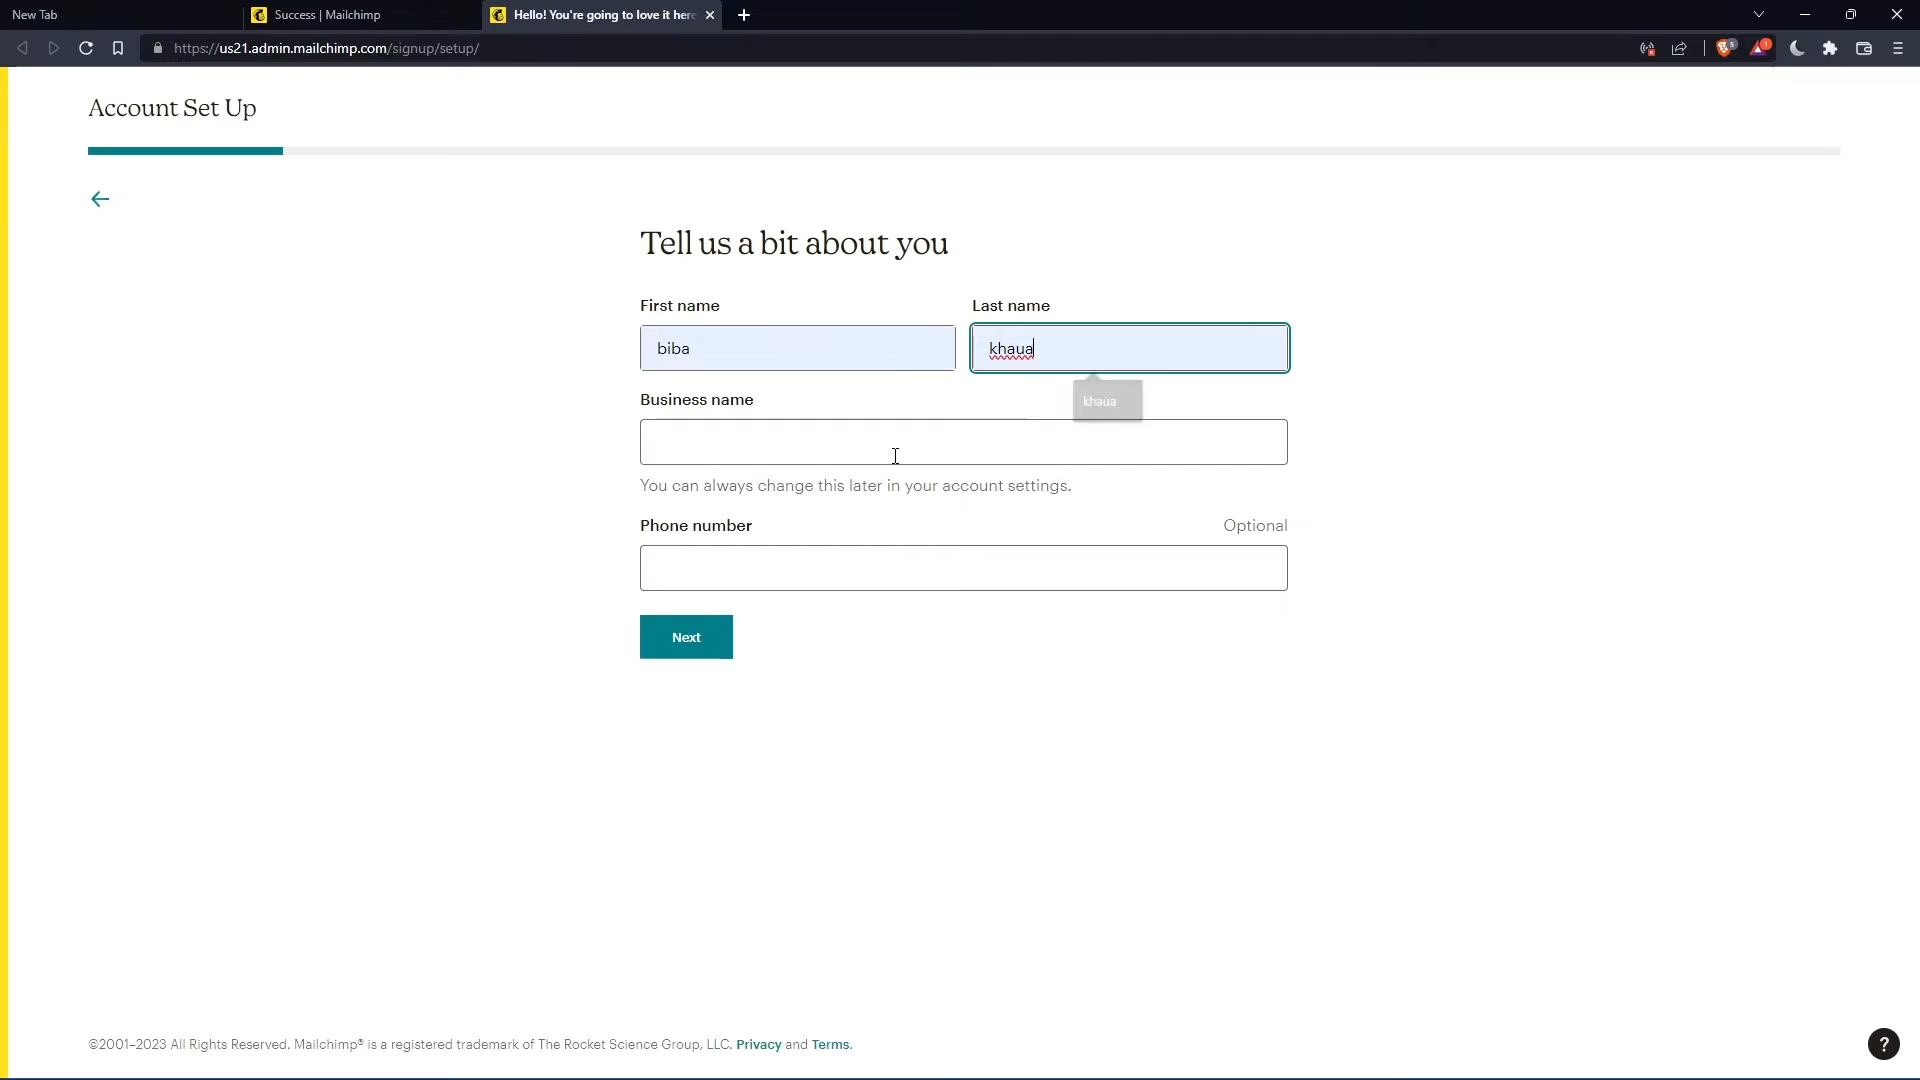 New Tab
Success | Mailchimp
Hello! You're going to love it here
https://us21.admin.mailchimp.com/signup/setup/
5
1
Account Set Up
Tell us a bit about you
First name
Last name
biba
khaua
khaua
Business name
You can always change this later in your account settings.
Phone number
Optional
Next
©2001–2023 All Rights Reserved. Mailchimp® is a registered trademark of The Rocket Science Group, LLC. Privacy and Terms.
?